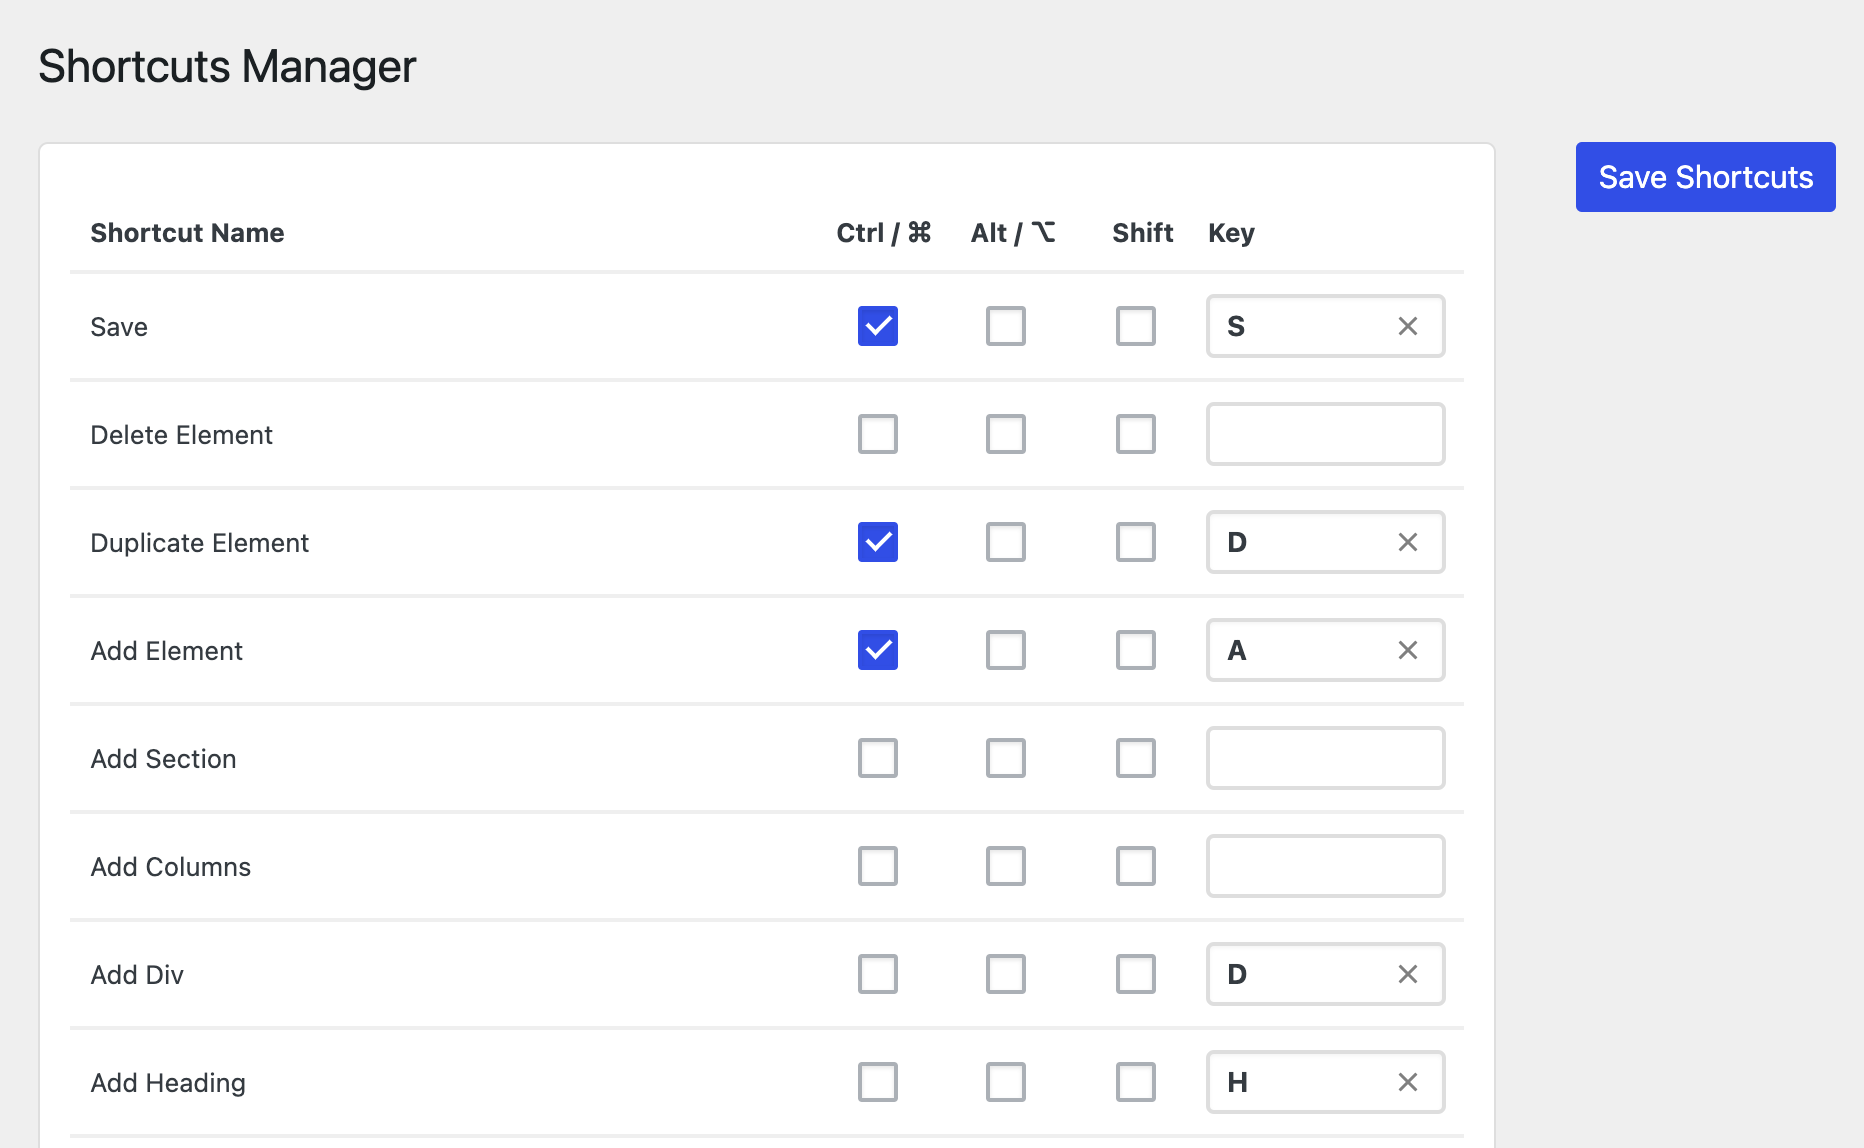 Shortcuts Manager
Save Shortcuts
Shortcut Name Ctrl / ⌘ Alt / ⌥ Shift Key
Save S
Delete Element
Duplicate Element D
Add Element A
Add Section
Add Columns
Add Div D
Add Heading H